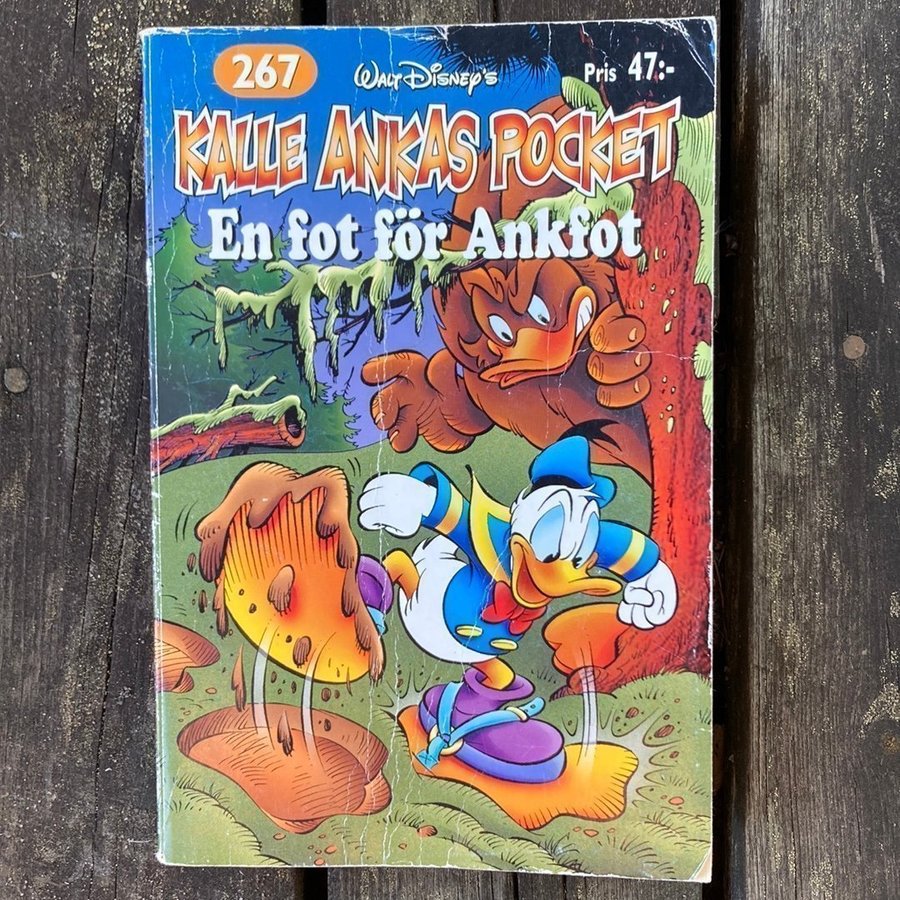 267
Walt Disney's
Pris 47:-
KALLE ANKAS POCKET
En fot för Ankfot